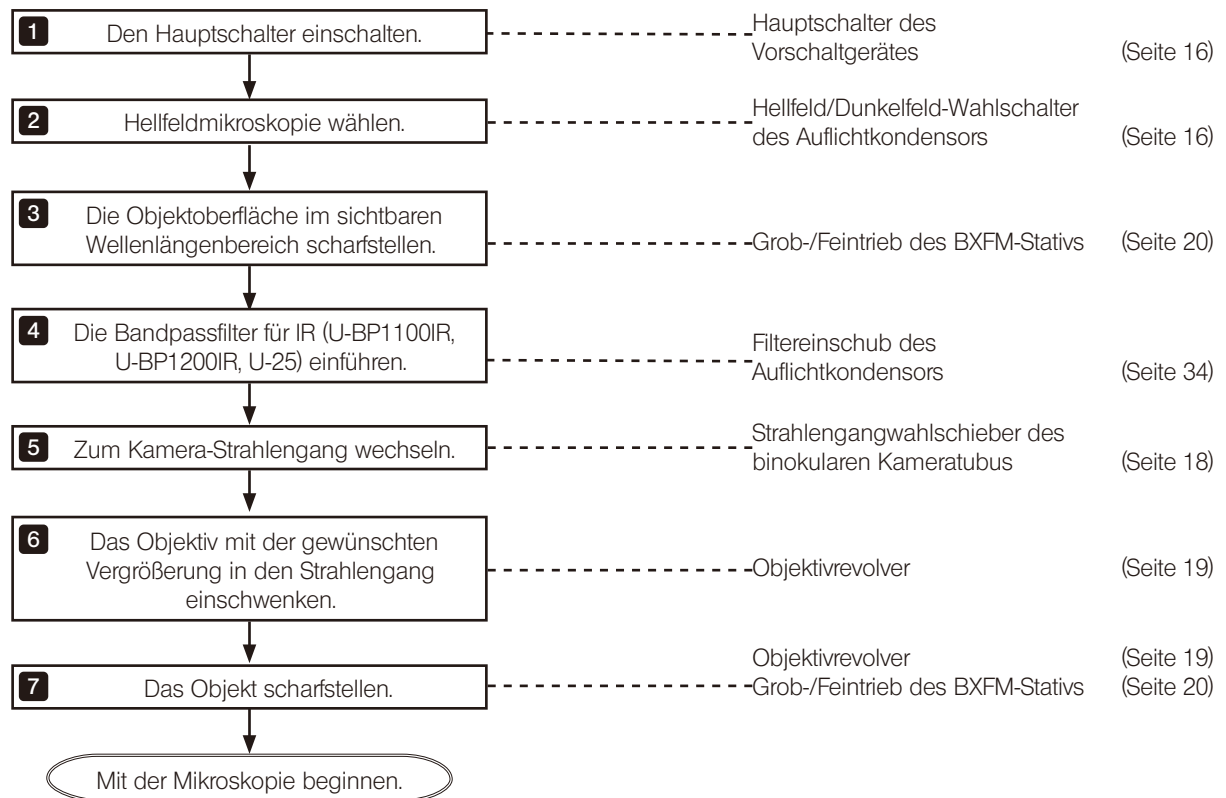 1 Den Hauptschalter einschalten.
Hauptschalter des
Vorschaltgerätes (Seite 16)
2 Hellfeldmikroskopie wählen.
Hellfeld/Dunkelfeld-Wahlschalter
des Auflichtkondensors (Seite 16)
3 Die Objektoberfläche im sichtbaren
Wellenlängenbereich scharfstellen.
Grob-/Feintrieb des BXFM-Stativs (Seite 20)
4 Die Bandpassfilter für IR (U-BP1100IR,
U-BP1200IR, U-25) einführen.
Filtereinschub des
Auflichtkondensors (Seite 34)
5 Zum Kamera-Strahlengang wechseln.
Strahlengangwahlschieber des
binokularen Kameratubus (Seite 18)
6 Das Objektiv mit der gewünschten
Vergrößerung in den Strahlengang
einschwenken.
Objektivrevolver (Seite 19)
7 Das Objekt scharfstellen.
Objektivrevolver (Seite 19)
Grob-/Feintrieb des BXFM-Stativs (Seite 20)
Mit der Mikroskopie beginnen.